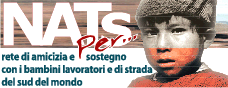 NATs
per...
rete di amicizia e sostegno
con i bambini lavoratori e di strada
del sud del mondo